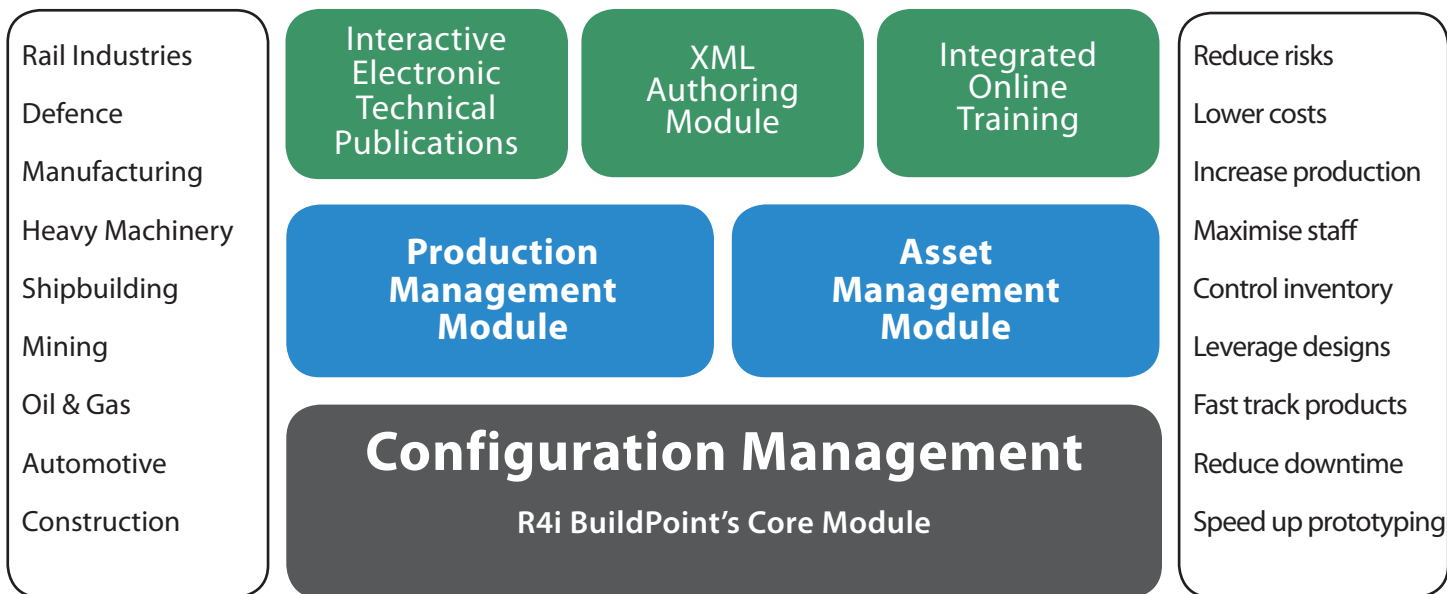 Rail Industries
Defence
Manufacturing
Heavy Machinery
Shipbuilding
Mining
Oil & Gas
Automotive
Construction
Interactive
Electronic
Technical
Publications
XML
Authoring
Module
Integrated
Online
Training
Production
Management
Module
Asset
Management
Module
Configuration Management
R4i BuildPoint's Core Module
Reduce risks
Lower costs
Increase production
Maximise staff
Control inventory
Leverage designs
Fast track products
Reduce downtime
Speed up prototyping